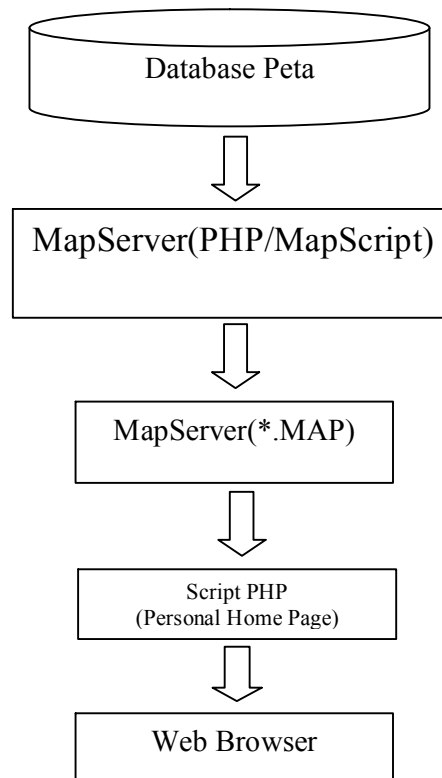 Database Peta
MapServer(PHP/MapScript)
MapServer(*.MAP)
Script PHP
(Personal Home Page)
Web Browser